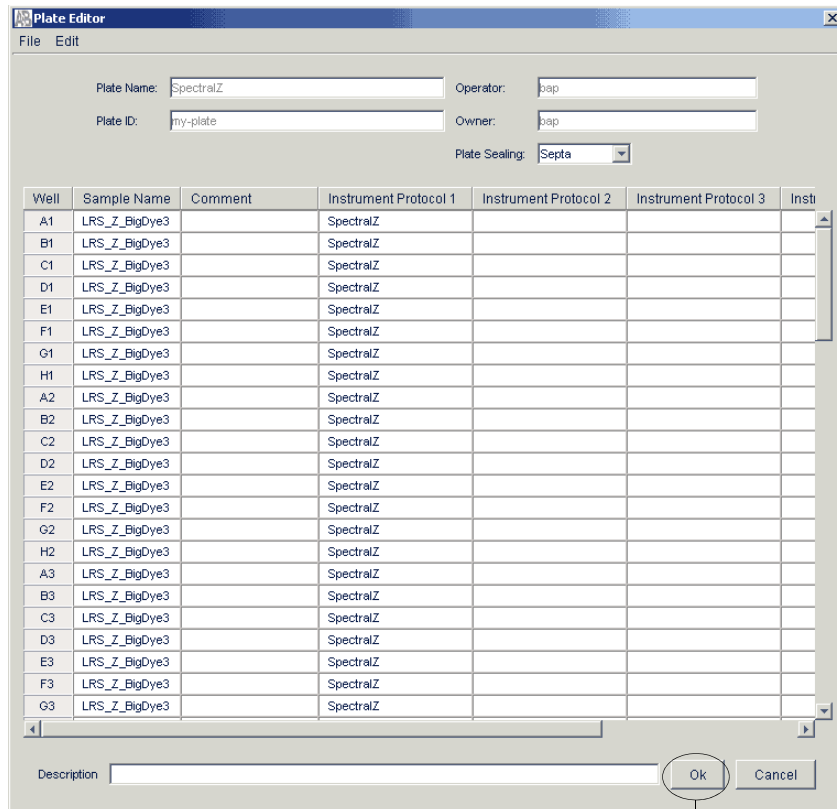 AB Plate Editor
File Edit
Plate Name: SpectralZ Operator: bap
Plate ID: my-plate Owner: bap
Plate Sealing: Septa
Well Sample Name Comment Instrument Protocol 1 Instrument Protocol 2 Instrument Protocol 3 Instr
A1 LRS_Z_BigDye3 SpectralZ
B1 LRS_Z_BigDye3 SpectralZ
C1 LRS_Z_BigDye3 SpectralZ
D1 LRS_Z_BigDye3 SpectralZ
E1 LRS_Z_BigDye3 SpectralZ
F1 LRS_Z_BigDye3 SpectralZ
G1 LRS_Z_BigDye3 SpectralZ
H1 LRS_Z_BigDye3 SpectralZ
A2 LRS_Z_BigDye3 SpectralZ
B2 LRS_Z_BigDye3 SpectralZ
C2 LRS_Z_BigDye3 SpectralZ
D2 LRS_Z_BigDye3 SpectralZ
E2 LRS_Z_BigDye3 SpectralZ
F2 LRS_Z_BigDye3 SpectralZ
G2 LRS_Z_BigDye3 SpectralZ
H2 LRS_Z_BigDye3 SpectralZ
A3 LRS_Z_BigDye3 SpectralZ
B3 LRS_Z_BigDye3 SpectralZ
C3 LRS_Z_BigDye3 SpectralZ
D3 LRS_Z_BigDye3 SpectralZ
E3 LRS_Z_BigDye3 SpectralZ
F3 LRS_Z_BigDye3 SpectralZ
G3 LRS_Z_BigDye3 SpectralZ
Description Ok Cancel